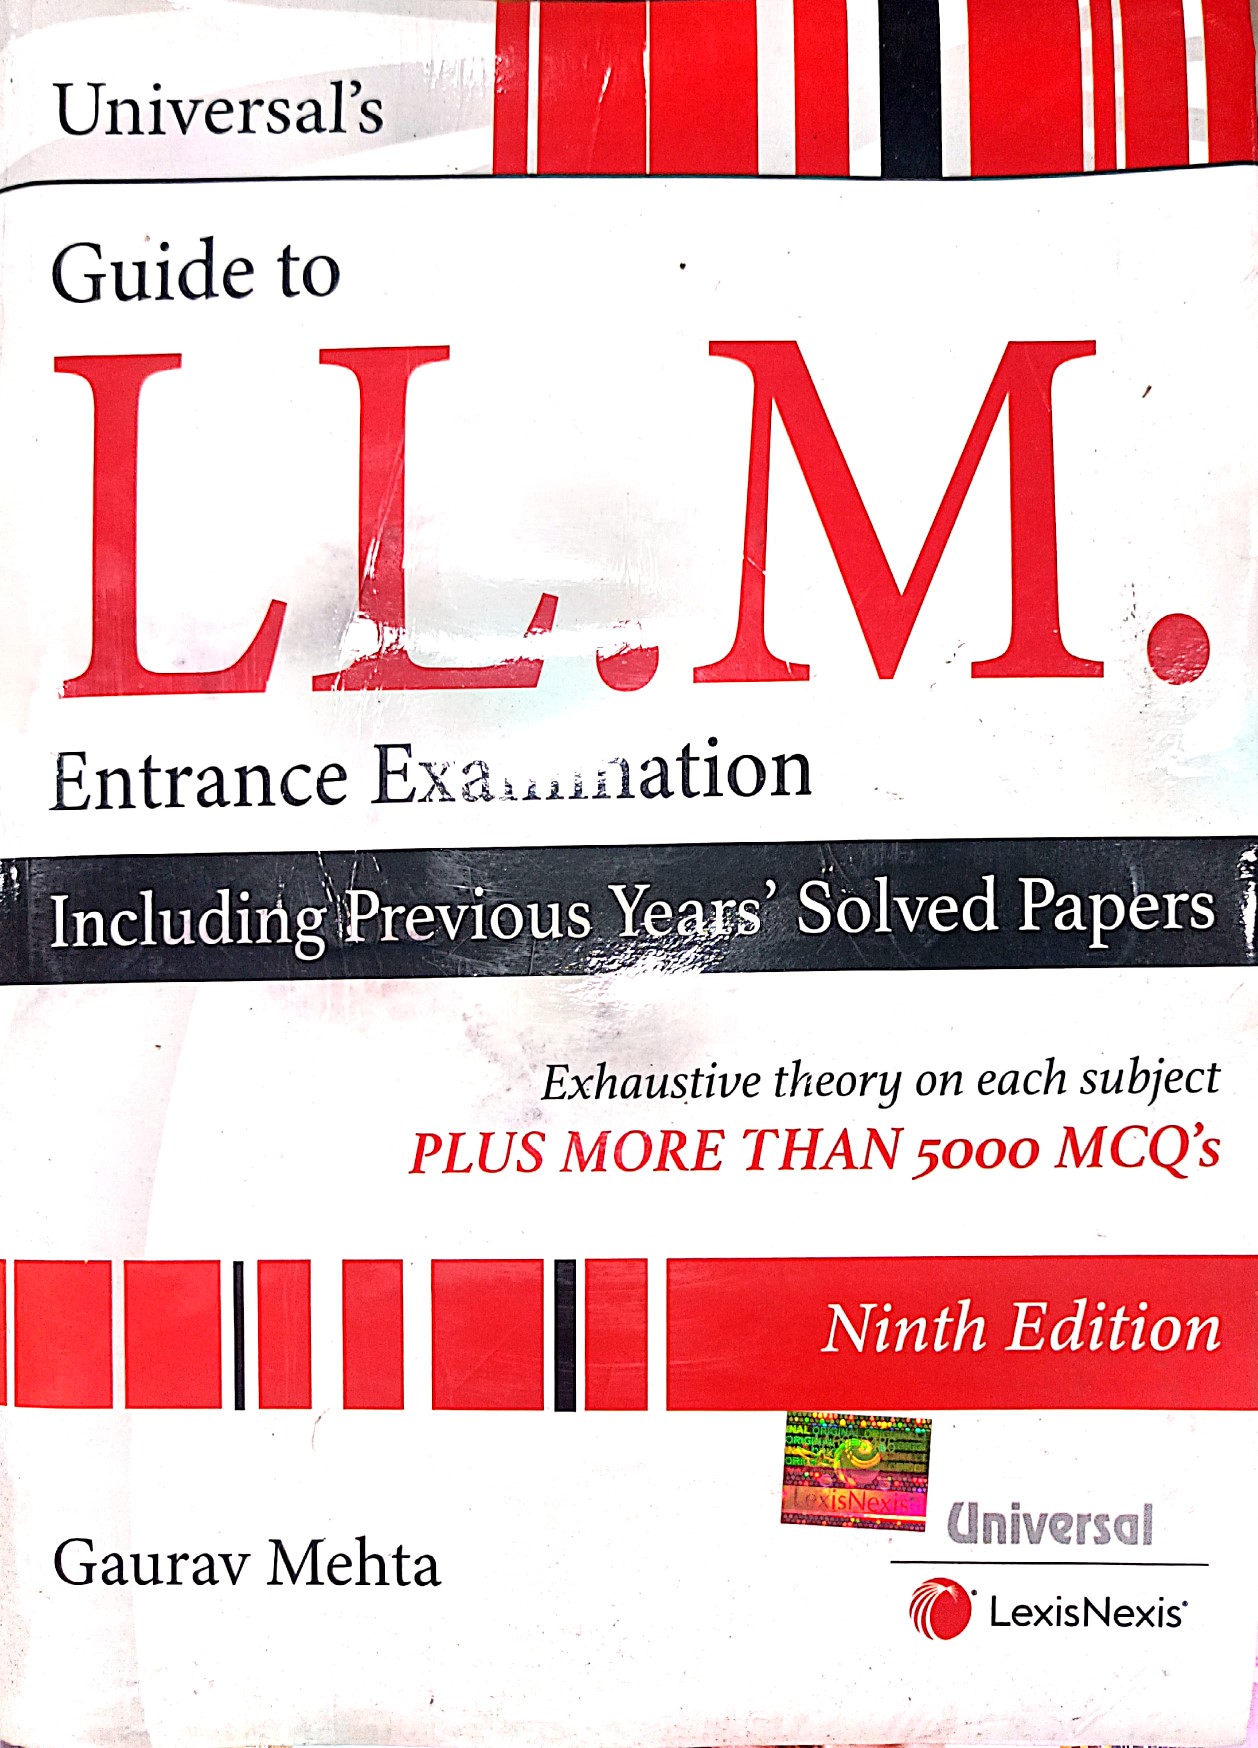 Universal's
Guide to
LL.M.
Entrance Examination
Including Previous Years' Solved Papers
Exhaustive theory on each subject
PLUS MORE THAN 5000 MCQ's
Ninth Edition
LexisNexis
Universal
Gaurav Mehta
LexisNexis